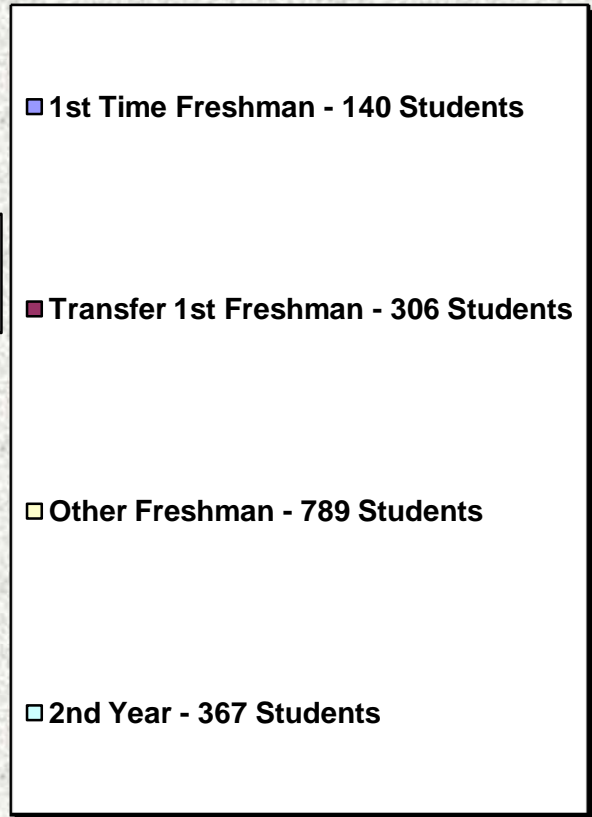 1st Time Freshman - 140 Students
Transfer 1st Freshman - 306 Students
Other Freshman - 789 Students
2nd Year - 367 Students